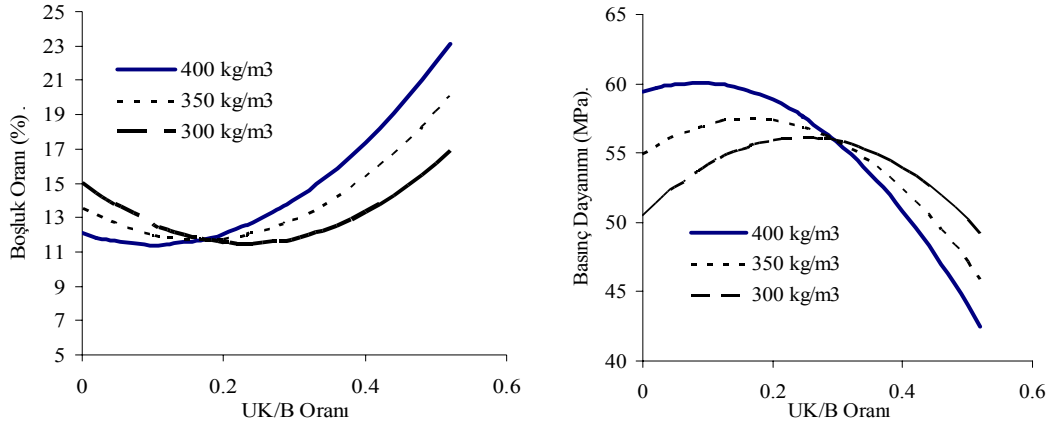 23
21
19
17
15
13
11
9
7
5
Boşluk Oranı (%).
400 kg/m3
350 kg/m3
300 kg/m3
0
0.2
0.4
0.6
UK/B Oranı
65
60
55
50
45
40
Basınç Dayanımı (MPa).
400 kg/m3
350 kg/m3
300 kg/m3
0
0.2
0.4
0.6
UK/B Oranı